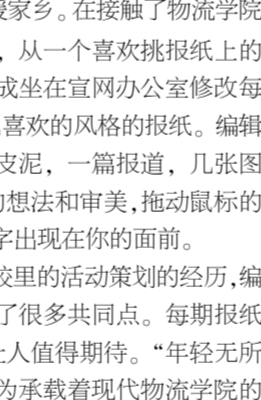 家乡。在接触了物流学院
，从一个喜欢挑报纸上的
成坐在宣网办公室修改每
喜欢的风格的报纸。编辑
皮泥，一篇报道，几张图
想法和审美，拖动鼠标的
字出现在你的面前。
校里的活动策划的经历，编
了很多共同点。每期报纸
让人值得期待。“年轻无所
为承载着现代物流学院的